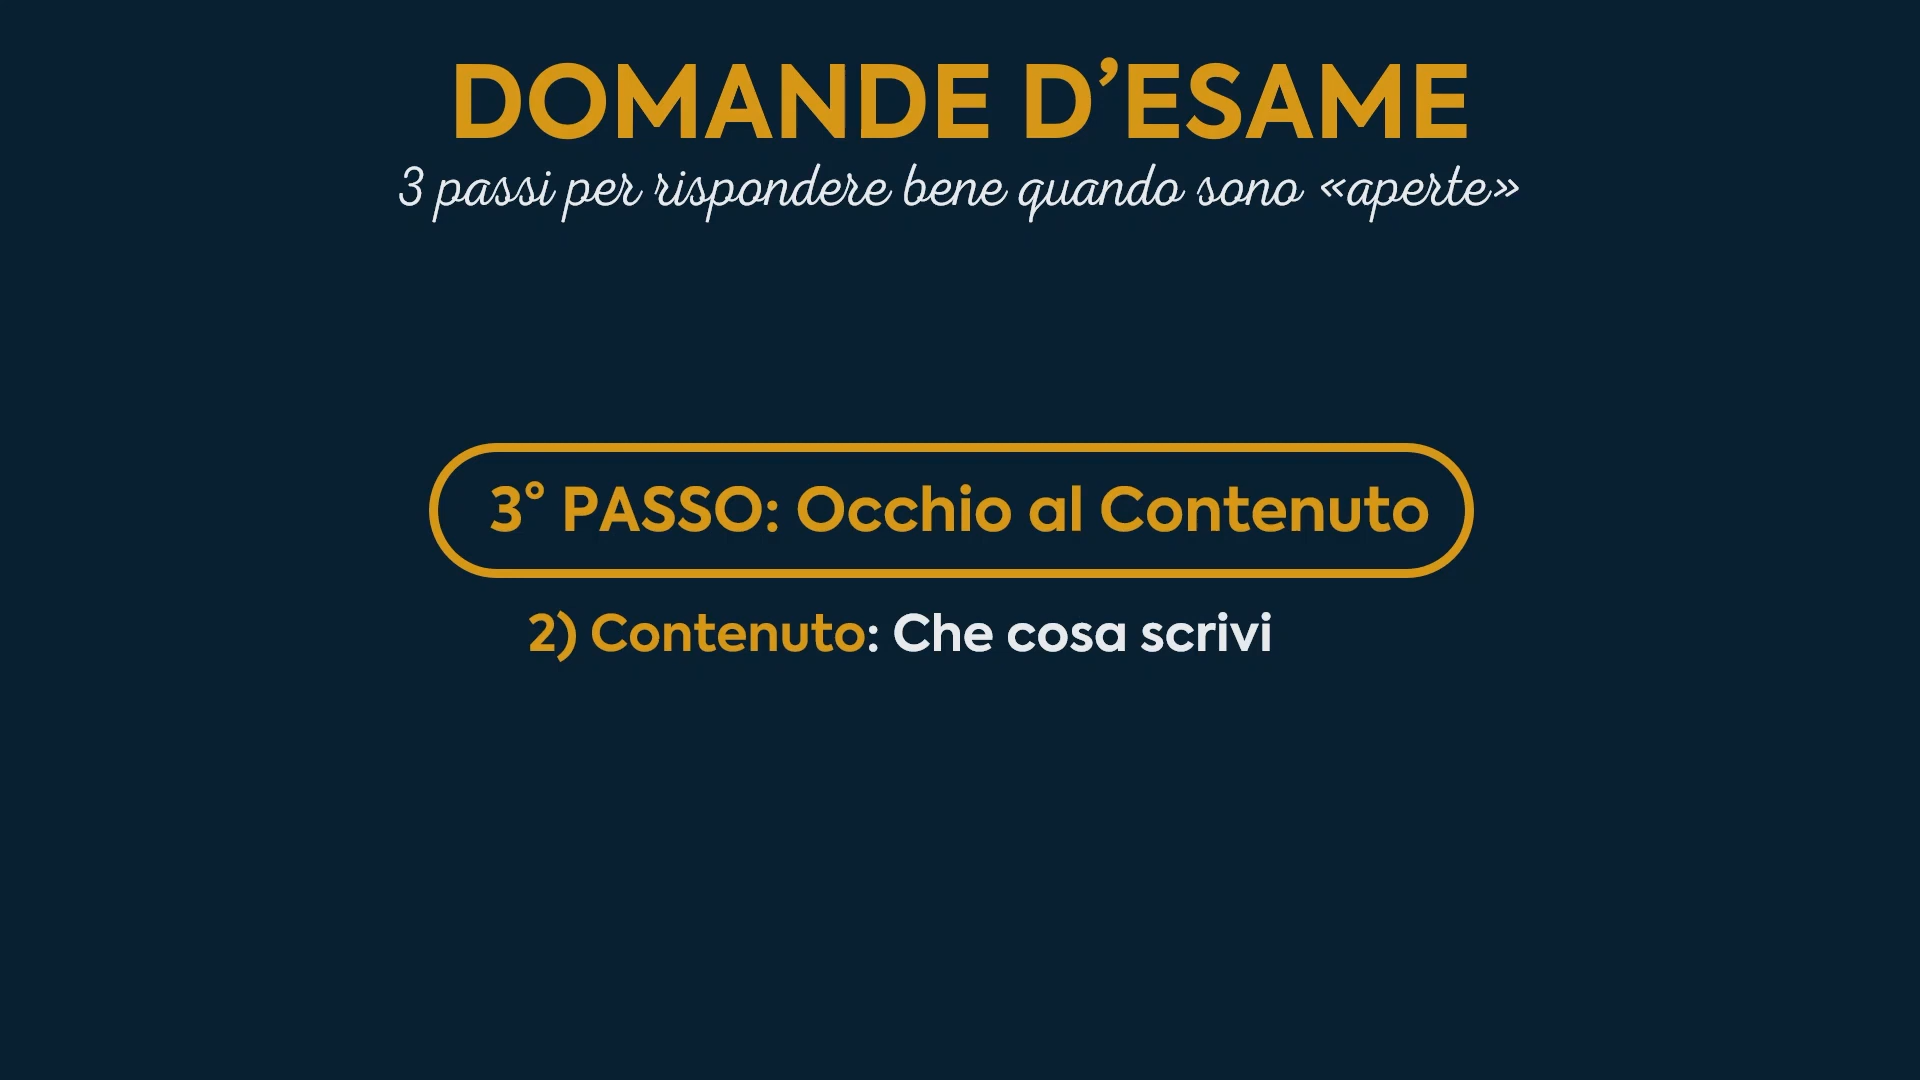 DOMANDE D’ESAME
3 passi per rispondere bene quando sono «aperte»
3° PASSO: Occhio al Contenuto
2) Contenuto: Che cosa scrivi